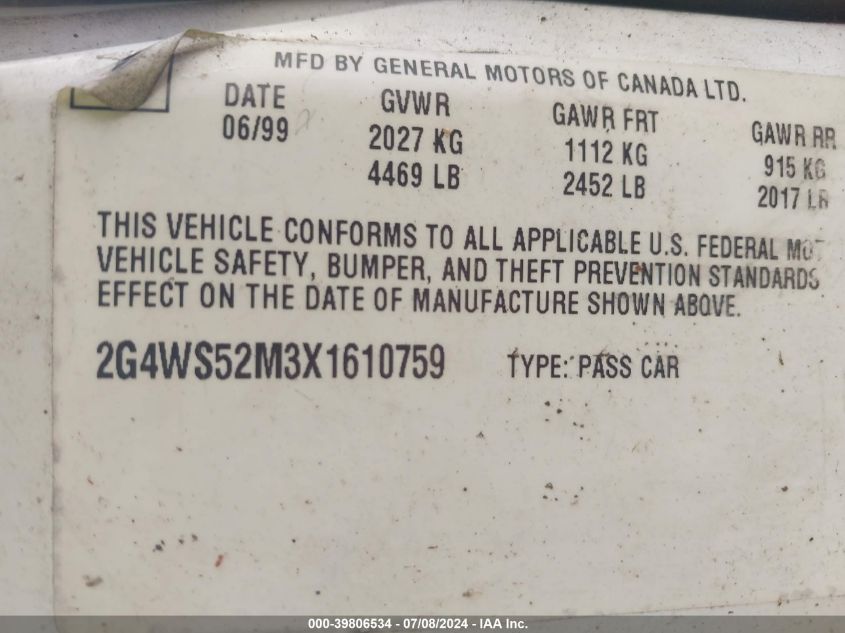 MFD BY GENERAL MOTORS OF CANADA LTD.
DATE GVWR GAWR FRT GAWR RR
06/99 2027 KG 1112 KG 915 KG
4469 LB 2452 LB 2017 LB
THIS VEHICLE CONFORMS TO ALL APPLICABLE U.S. FEDERAL
VEHICLE SAFETY, BUMPER, AND THEFT PREVENTION STANDARDS
EFFECT ON THE DATE OF MANUFACTURE SHOWN ABOVE.
2G4WS52M3X1610759 TYPE: PASS CAR
000-39806534 - 07/08/2024 - IAA Inc.